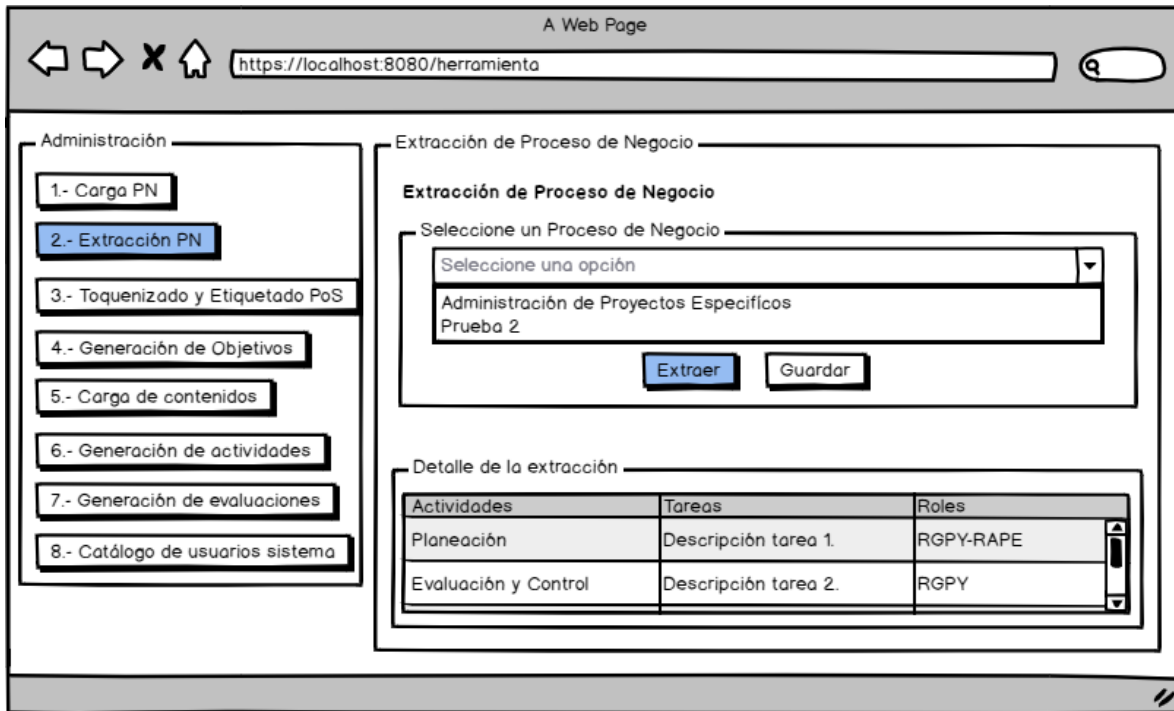 A Web Page
https://localhost:8080/herramienta
Administración
1.- Carga PN
2.- Extracción PN
3.- Toquenizado y Etiquetado PoS
4.- Generación de Objetivos
5.- Carga de contenidos
6.- Generación de actividades
7.- Generación de evaluaciones
8.- Catálogo de usuarios sistema
Extracción de Proceso de Negocio
Extracción de Proceso de Negocio
Seleccione un Proceso de Negocio
Seleccione una opción
Administración de Proyectos Especifícos
Prueba 2
Extraer Guardar
Detalle de la extracción
Actividades Tareas Roles
Planeación Descripción tarea 1. RGPY-RAPE
Evaluación y Control Descripción tarea 2. RGPY